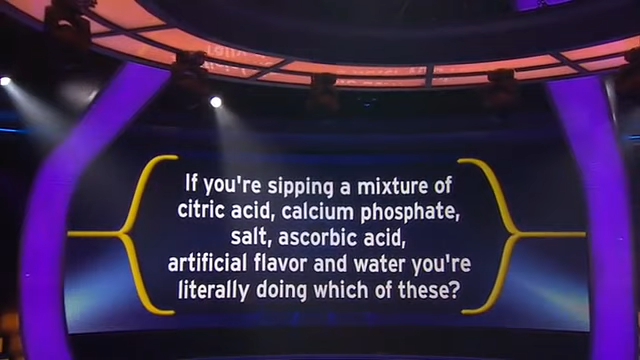 If you're sipping a mixture of
citric acid, calcium phosphate,
salt, ascorbic acid,
artificial flavor and water you're
literally doing which of these?